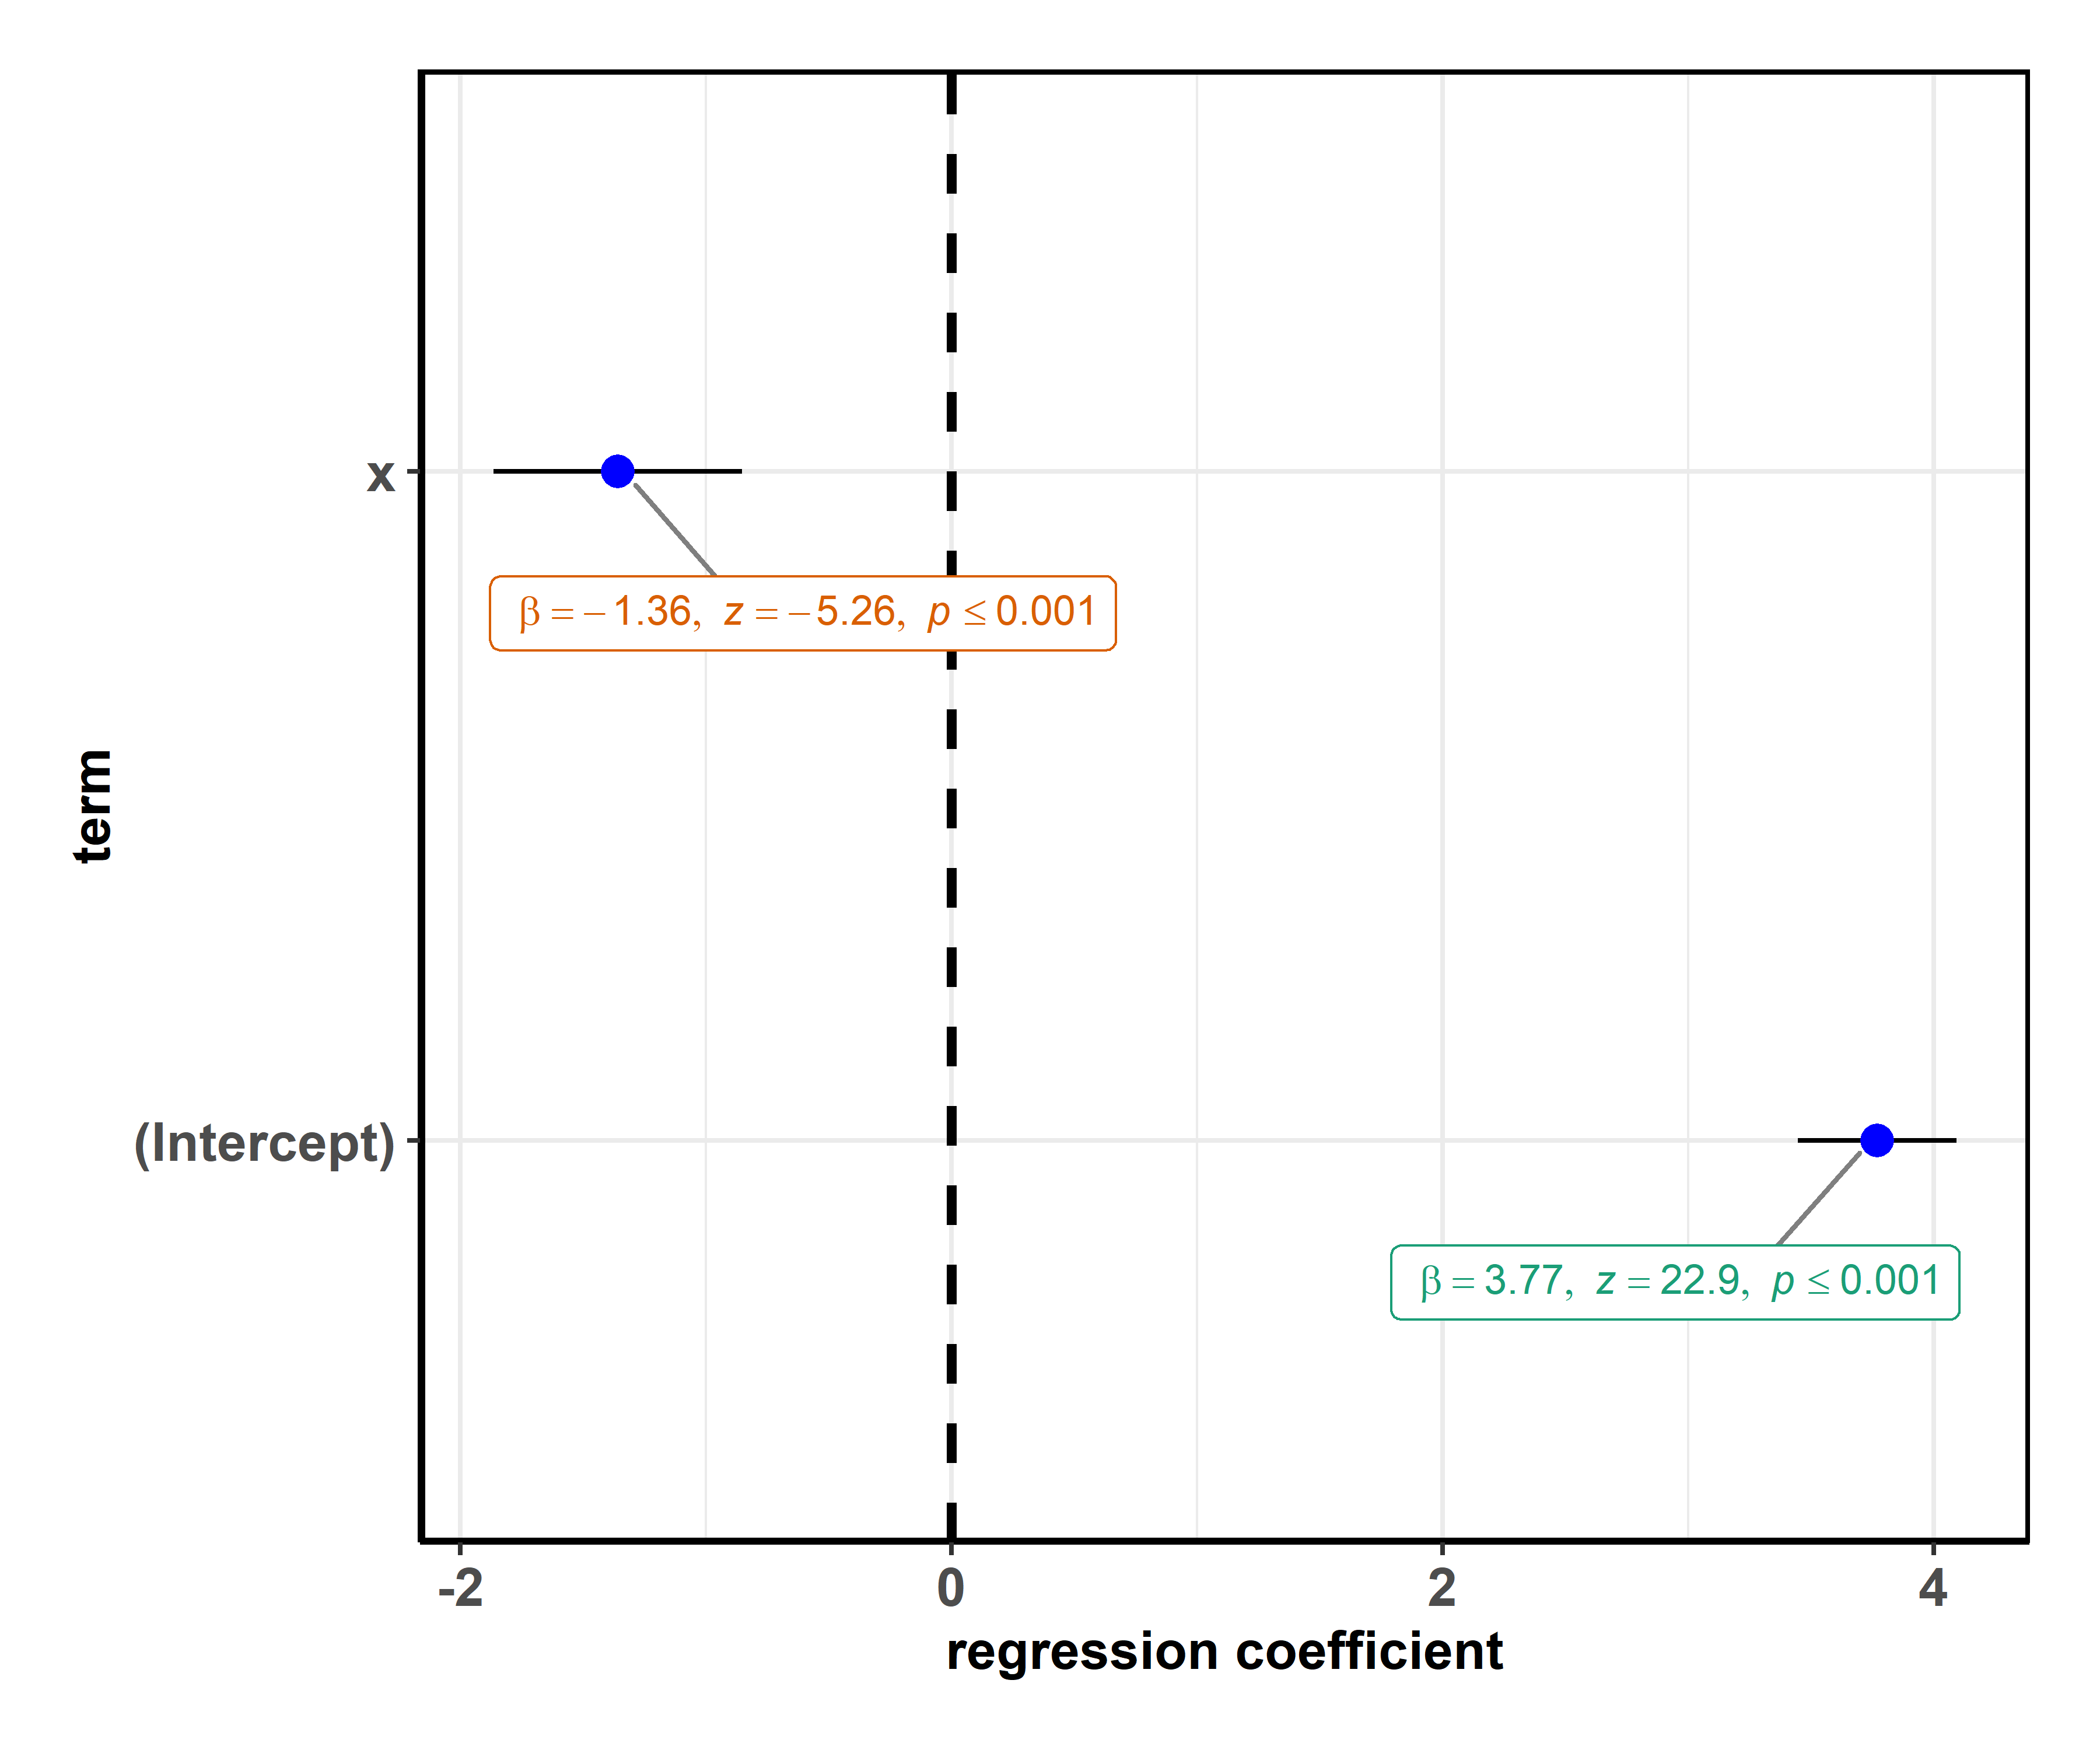 x
β = −1.36, z = −5.26, p ≤ 0.001
term
(Intercept)
β = 3.77, z = 22.9, p ≤ 0.001
-2 0 2 4
regression coefficient